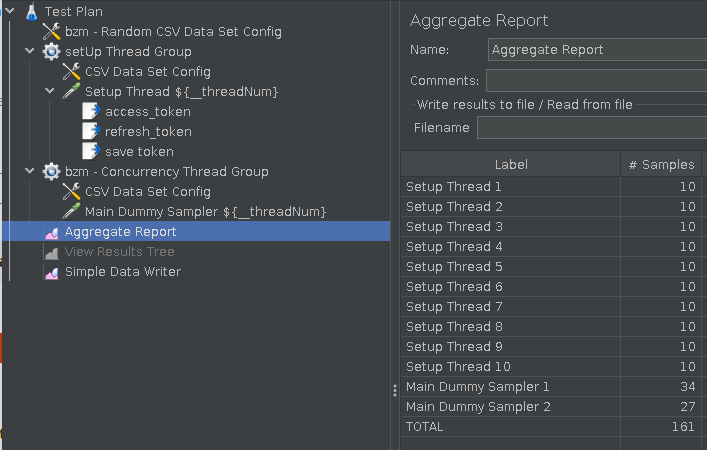 Test Plan
bzm - Random CSV Data Set Config
setUp Thread Group
CSV Data Set Config
Setup Thread ${__threadNum}
access_token
refresh_token
save token
bzm - Concurrency Thread Group
CSV Data Set Config
Main Dummy Sampler ${__threadNum}
Aggregate Report
View Results Tree
Simple Data Writer
Aggregate Report
Name: Aggregate Report
Comments:
Write results to file / Read from file
Filename
Label # Samples
Setup Thread 1 10
Setup Thread 2 10
Setup Thread 3 10
Setup Thread 4 10
Setup Thread 5 10
Setup Thread 6 10
Setup Thread 7 10
Setup Thread 8 10
Setup Thread 9 10
Setup Thread 10 10
Main Dummy Sampler 1 34
Main Dummy Sampler 2 27
TOTAL 161